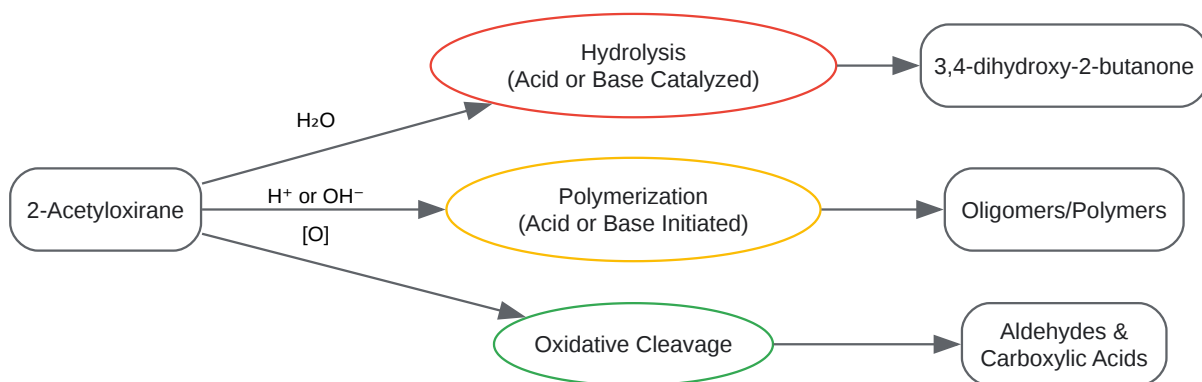 Hydrolysis
(Acid or Base Catalyzed)
3,4-dihydroxy-2-butanone
H₂O
2-Acetyloxirane
H⁺ or OH⁻
Polymerization
(Acid or Base Initiated)
Oligomers/Polymers
[O]
Oxidative Cleavage
Aldehydes &
Carboxylic Acids